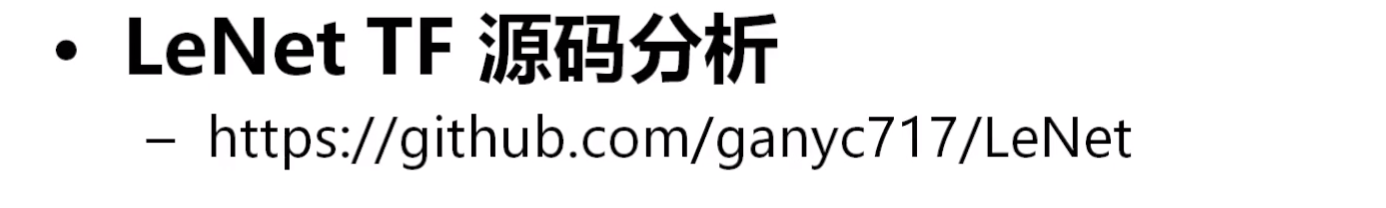 • LeNet TF 源码分析
– https://github.com/ganyc717/LeNet